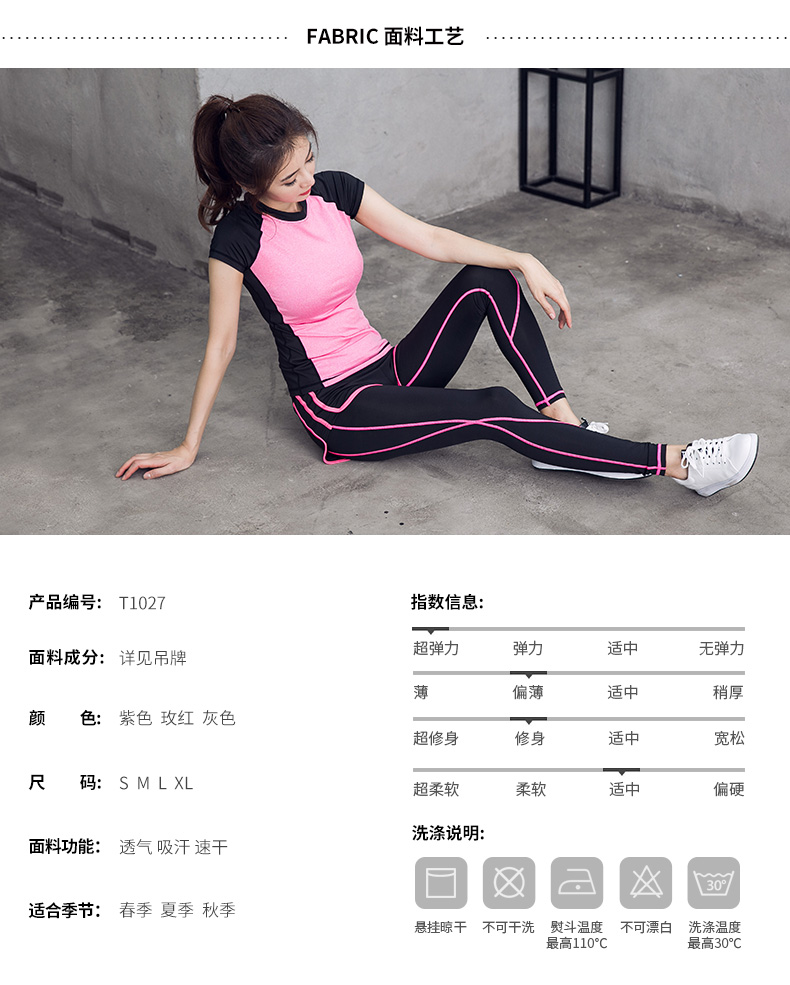 FABRIC 面料工艺
产品编号: T1027
面料成分: 详见吊牌
颜 色: 紫色 玫红 灰色
尺 码: S M L XL
面料功能: 透气 吸汗 速干
适合季节: 春季 夏季 秋季
指数信息:
超弹力 弹力 适中 无弹力
薄 偏薄 适中 稍厚
超修身 修身 适中 宽松
超柔软 柔软 适中 偏硬
洗涤说明:
30°
悬挂晾干 不可干洗 熨斗温度 不可漂白 洗涤温度
最高110℃ 最高30℃